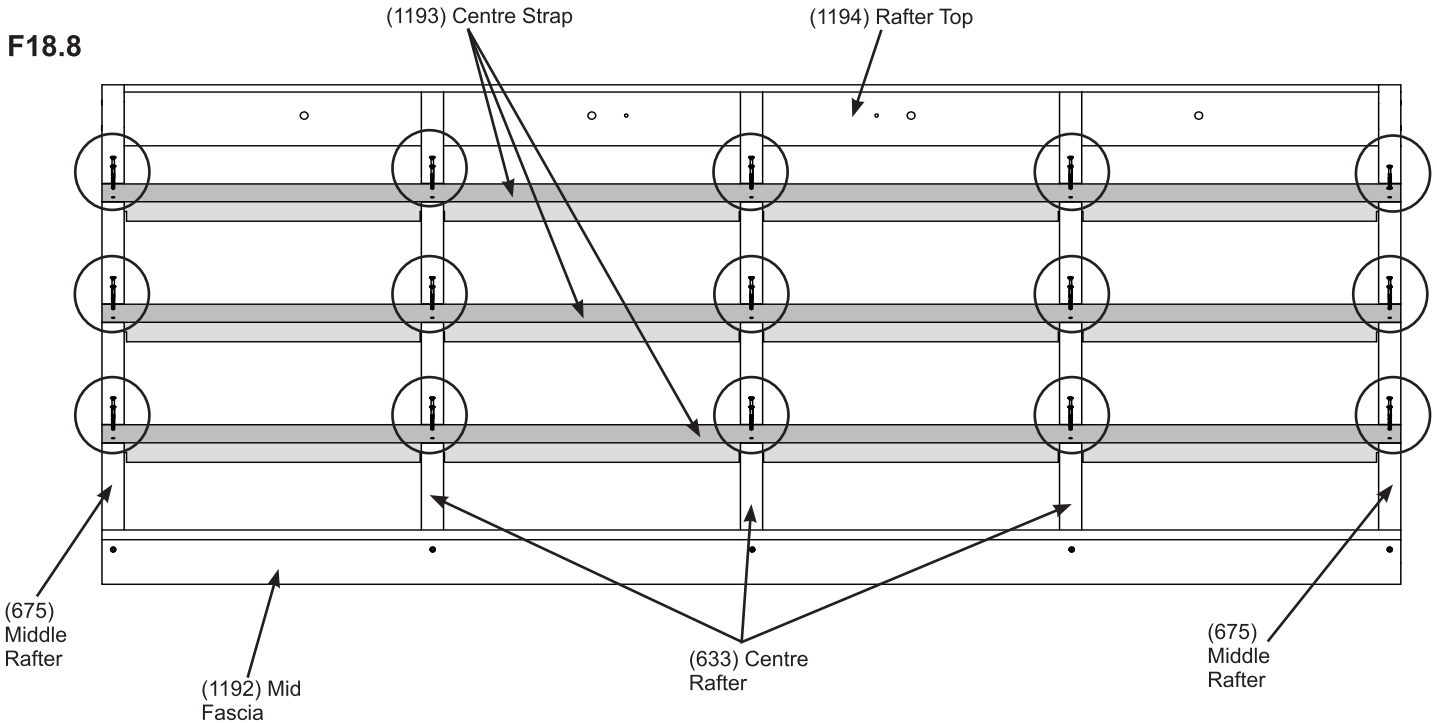 (1193) Centre Strap
(1194) Rafter Top
F18.8
(675)
Middle
Rafter
(1192) Mid
Fascia
(633) Centre
Rafter
(675)
Middle
Rafter